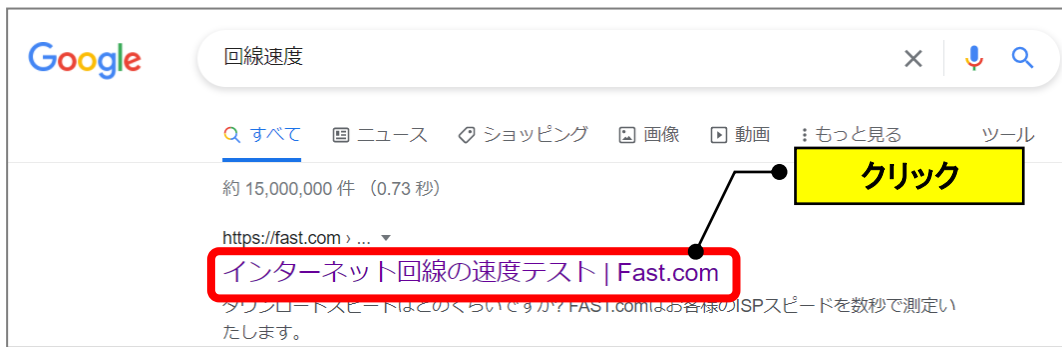 Google 回線速度
すべて ニュース ショッピング 画像 動画 もっと見る ツール
約 15,000,000 件 （0.73 秒）
クリック
https://fast.com › ...
インターネット回線の速度テスト | Fast.com
ダウンロードスピードはどのくらいですか? FAST.comはお客様のISPスピードを数秒で測定い
たします。